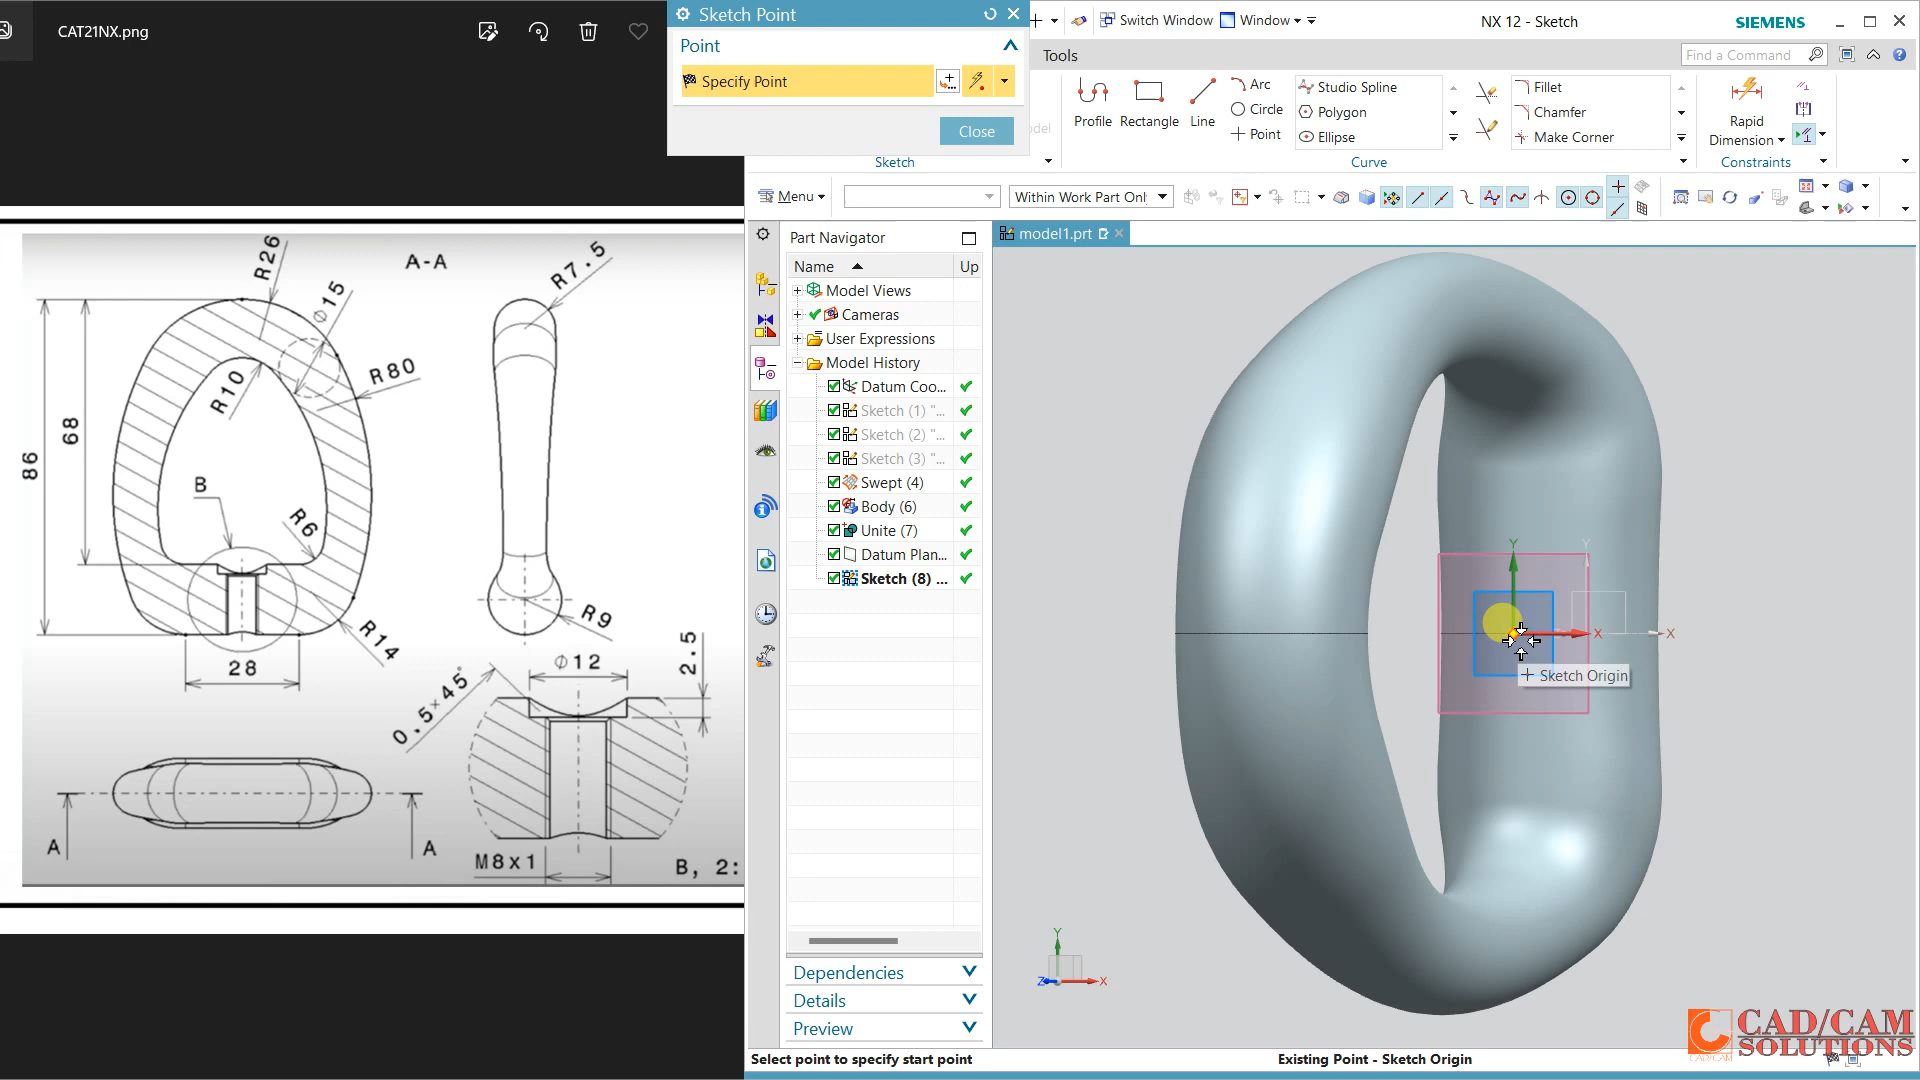 CAT21NX.png
Sketch Point
Point
Specify Point
Close
Switch Window
Window
NX 12 - Sketch
SIEMENS
Tools
Find a Command
Profile
Rectangle
Line
Arc
Circle
Point
Studio Spline
Polygon
Ellipse
Fillet
Chamfer
Make Corner
Rapid
Dimension
Sketch
Curve
Constraints
Menu
Within Work Part Onl
Part Navigator
Name
Up
Model Views
Cameras
User Expressions
Model History
Datum Coo...
Sketch (1) "...
Sketch (2) "...
Sketch (3) "...
Swept (4)
Body (6)
Unite (7)
Datum Plan...
Sketch (8) ...
Dependencies
Details
Preview
model1.prt
Y
Y
X
X
Sketch Origin
Y
Z
X
A-A
R26
Ø15
R7.5
R80
R10
68
86
B
R6
R9
R14
28
Ø12
2.5
0.5×45°
A
A
M8x1
B, 2:
Select point to specify start point
Existing Point - Sketch Origin
CAD/CAM
SOLUTIONS
CAD/CAM